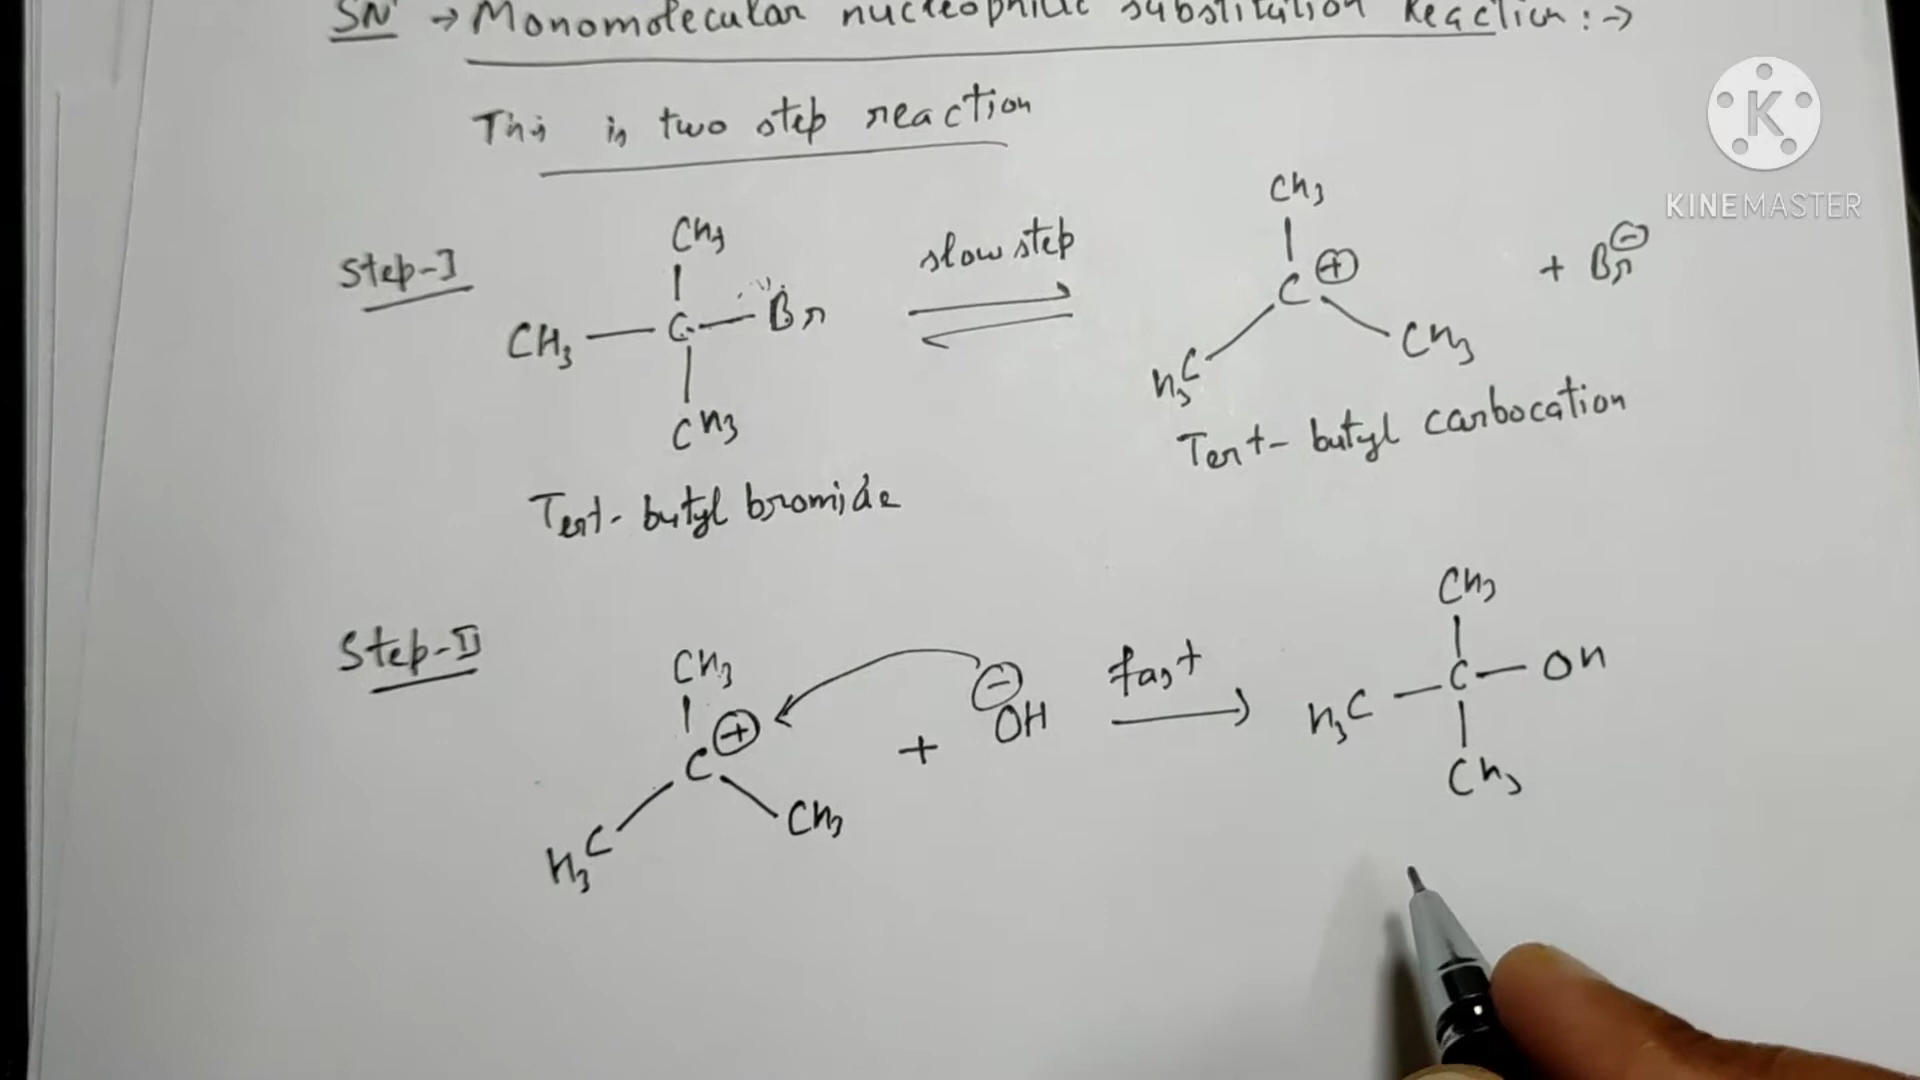 SN¹ → Monomolecular nucleophilic substitution Reaction :→
This is two step reaction
K
KINEMASTER
Step-I
CH3
CH3 — C — Br
CH3
slow step
CH3
C ⊕
H3C CH3
+ Br⊖
Tert-butyl carbocation
Tert-butyl bromide
Step-II
CH3
C ⊕
H3C CH3
+ ⊖OH
fast
CH3
H3C — C — OH
CH3